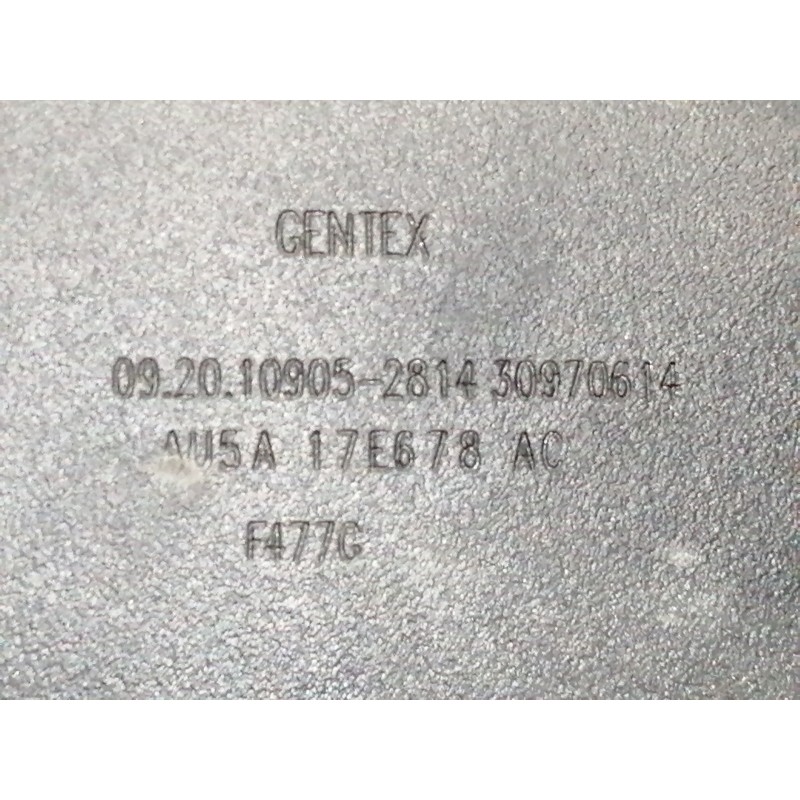 GENTEX
09.20.10905-2814 30970614
AU5A 17E678 AC
F477G